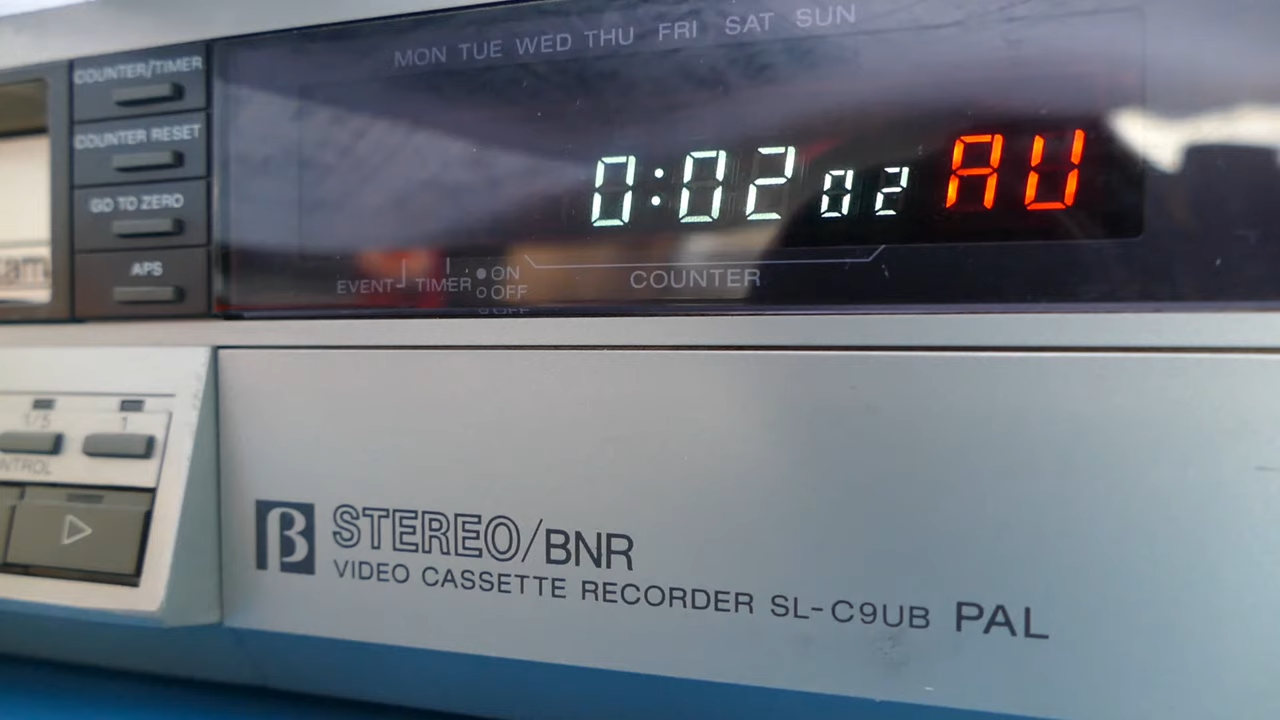 MON TUE WED THU FRI SAT SUN
COUNTER/TIMER
COUNTER RESET
GO TO ZERO
APS
0:02 02 AU
EVENT TIMER ON
OFF
OFF
COUNTER
1/5 1
β STEREO/BNR
VIDEO CASSETTE RECORDER SL-C9UB PAL